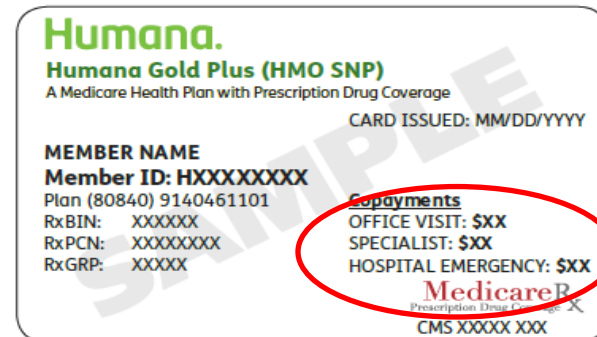 Humana.
Humana Gold Plus (HMO SNP)
A Medicare Health Plan with Prescription Drug Coverage
CARD ISSUED: MM/DD/YYYY
MEMBER NAME
Member ID: HXXXXXXXX
Plan (80840) 9140461101
RxBIN: XXXXXX
RxPCN: XXXXXXXX
RxGRP: XXXXX
Copayments
OFFICE VISIT: $XX
SPECIALIST: $XX
HOSPITAL EMERGENCY: $XX
MedicareRx
Prescription Drug Coverage
CMS XXXXX XXX
SAMPLE